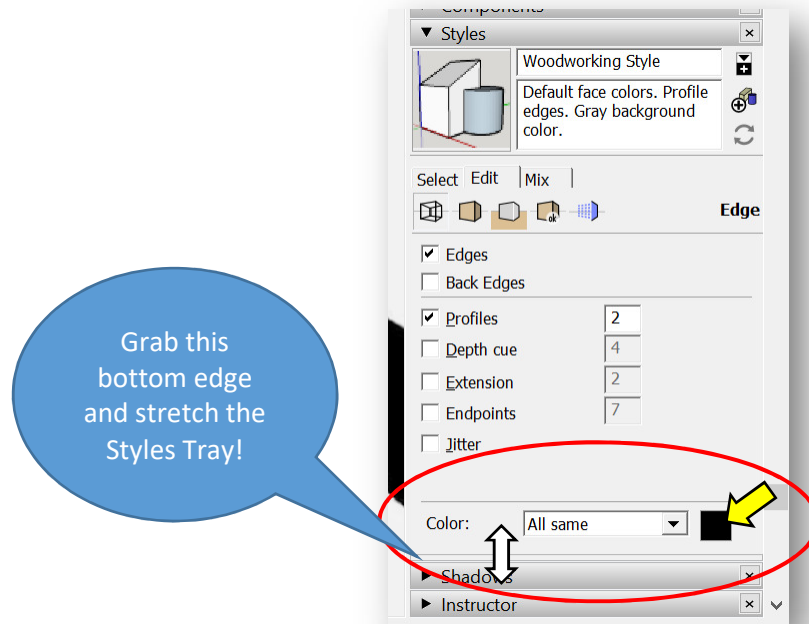 Components
▼ Styles
Woodworking Style
Default face colors. Profile
edges. Gray background
color.
Select Edit Mix
ok
Edge
Edges
Back Edges
Profiles 2
Depth cue 4
Extension 2
Endpoints 7
Jitter
Color: All same
► Shadows
► Instructor
Grab this
bottom edge
and stretch the
Styles Tray!